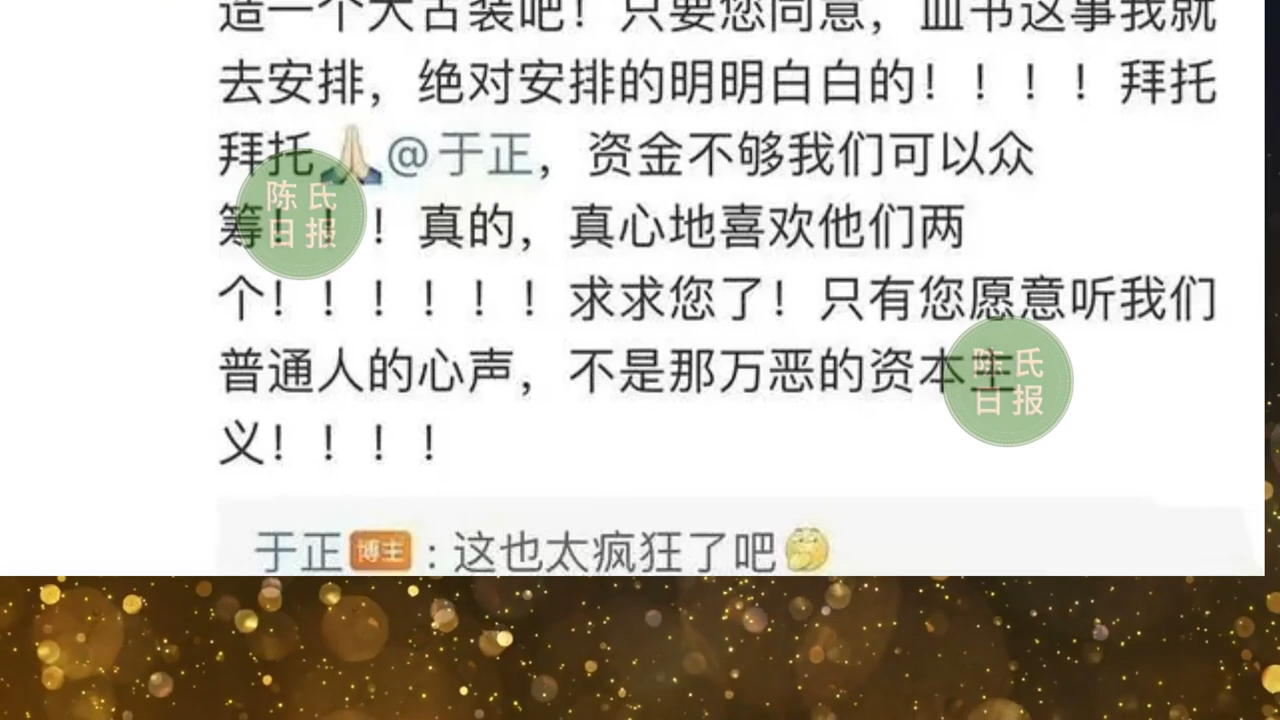 造一个大古装吧！只要您同意，血书这事我就
去安排，绝对安排的明明白白的！！！！拜托
拜托🙏🏻@于正，资金不够我们可以众
筹！！！真的，真心地喜欢他们两
个！！！！！！求求您了！只有您愿意听我们
普通人的心声，不是那万恶的资本主
义！！！！
于正 博主：这也太疯狂了吧
陈氏
日报
陈氏
日报